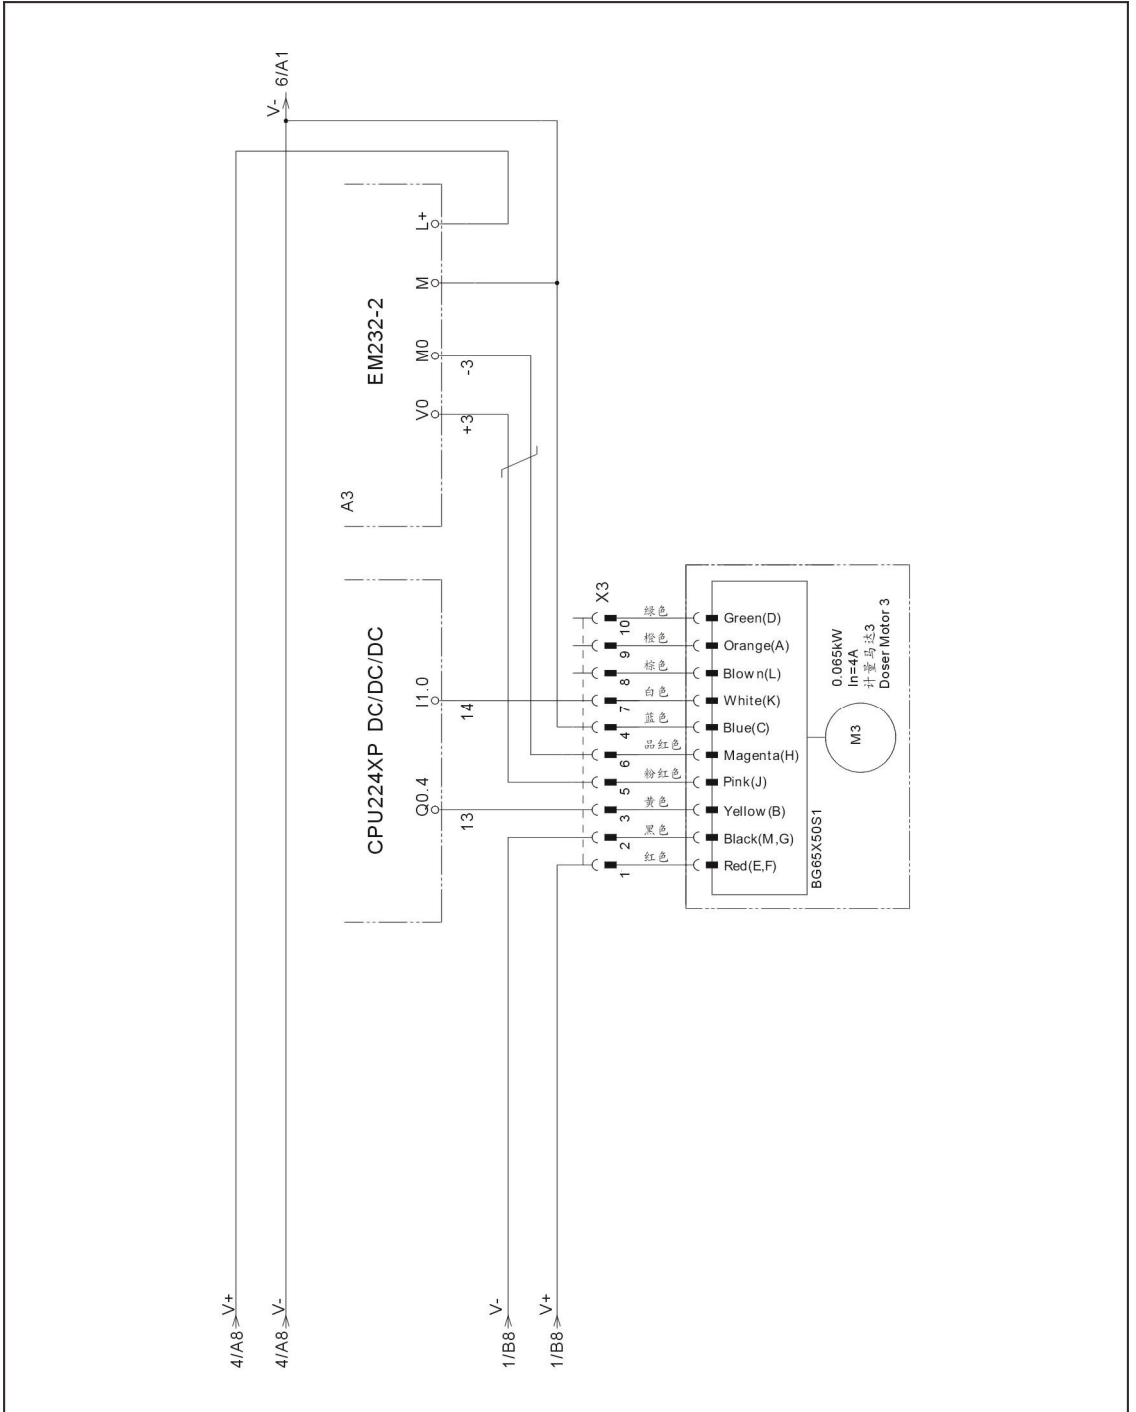 4/A8 V+
4/A8 V-
V- 6/A1
1/B8 V-
1/B8 V+
CPU224XP DC/DC/DC
Q0.4
I1.0
13
14
A3
EM232-2
V0
M0
M
L+
+3
-3
X3
1
2
3
5
6
4
7
8
9
10
红色
黑色
黄色
粉红色
品红色
蓝色
白色
棕色
橙色
绿色
Red(E,F)
Black(M,G)
Yellow(B)
Pink(J)
Magenta(H)
Blue(C)
White(K)
Blown(L)
Orange(A)
Green(D)
BG65X50S1
M3
0.065kW
In=4A
计量马达3
Doser Motor 3